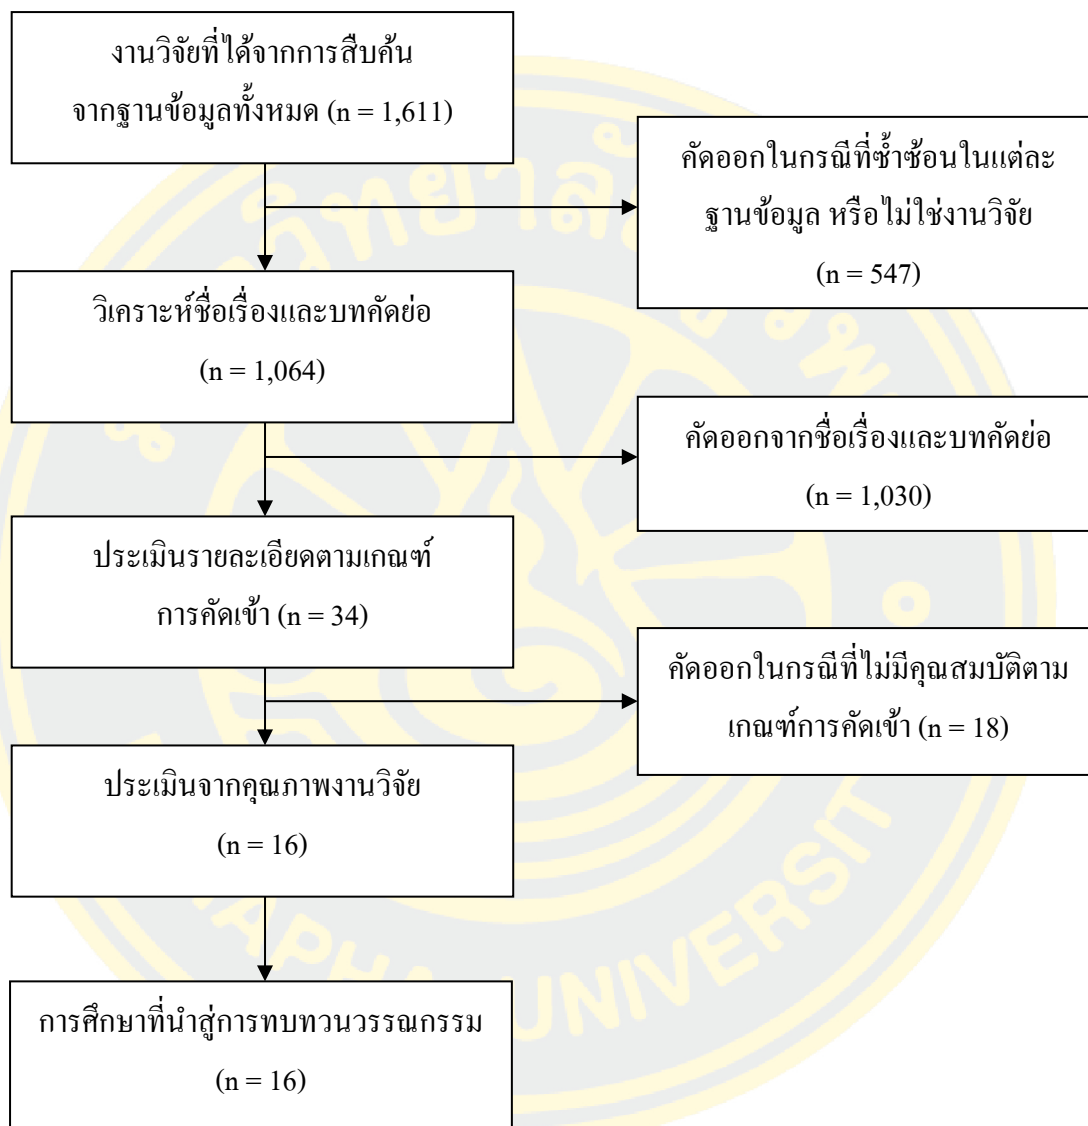 งานวิจัยที่ได้จากการสืบค้น
จากฐานข้อมูลทั้งหมด (n = 1,611)
คัดออกในกรณีที่ซ้ำซ้อนในแต่ละ
ฐานข้อมูล หรือไม่ใช่งานวิจัย
(n = 547)
วิเคราะห์ชื่อเรื่องและบทคัดย่อ
(n = 1,064)
คัดออกจากชื่อเรื่องและบทคัดย่อ
(n = 1,030)
ประเมินรายละเอียดตามเกณฑ์
การคัดเข้า (n = 34)
คัดออกในกรณีที่ไม่มีคุณสมบัติตาม
เกณฑ์การคัดเข้า (n = 18)
ประเมินจากคุณภาพงานวิจัย
(n = 16)
การศึกษาที่นำสู่การทบทวนวรรณกรรม
(n = 16)